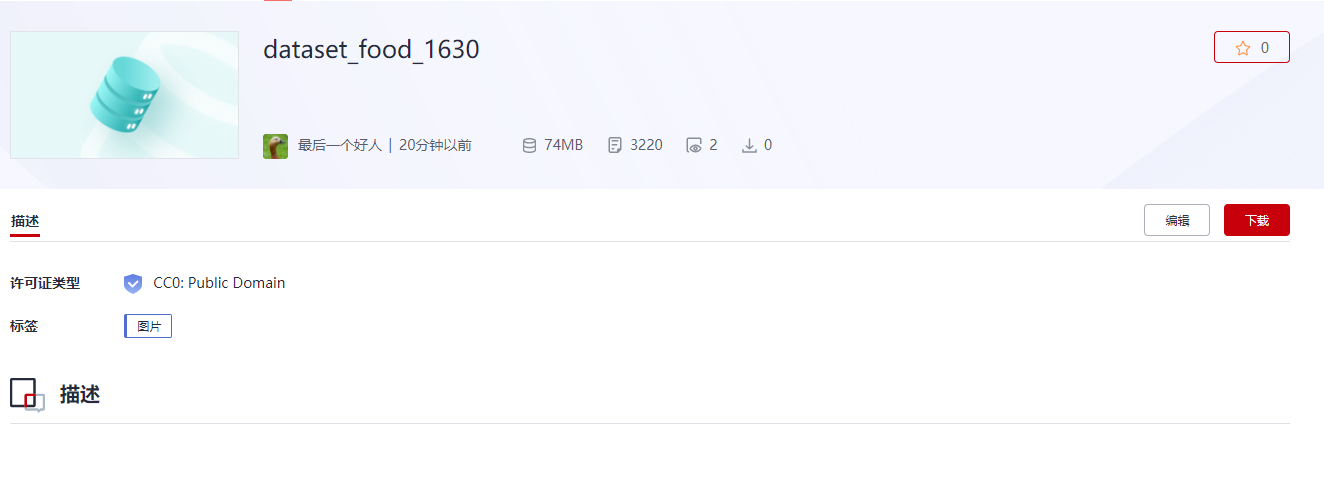 dataset_food_1630
0
最后一个好人 | 20分钟以前 74MB 3220 2 0
描述
编辑 下载
许可证类型 CC0: Public Domain
标签 图片
描述